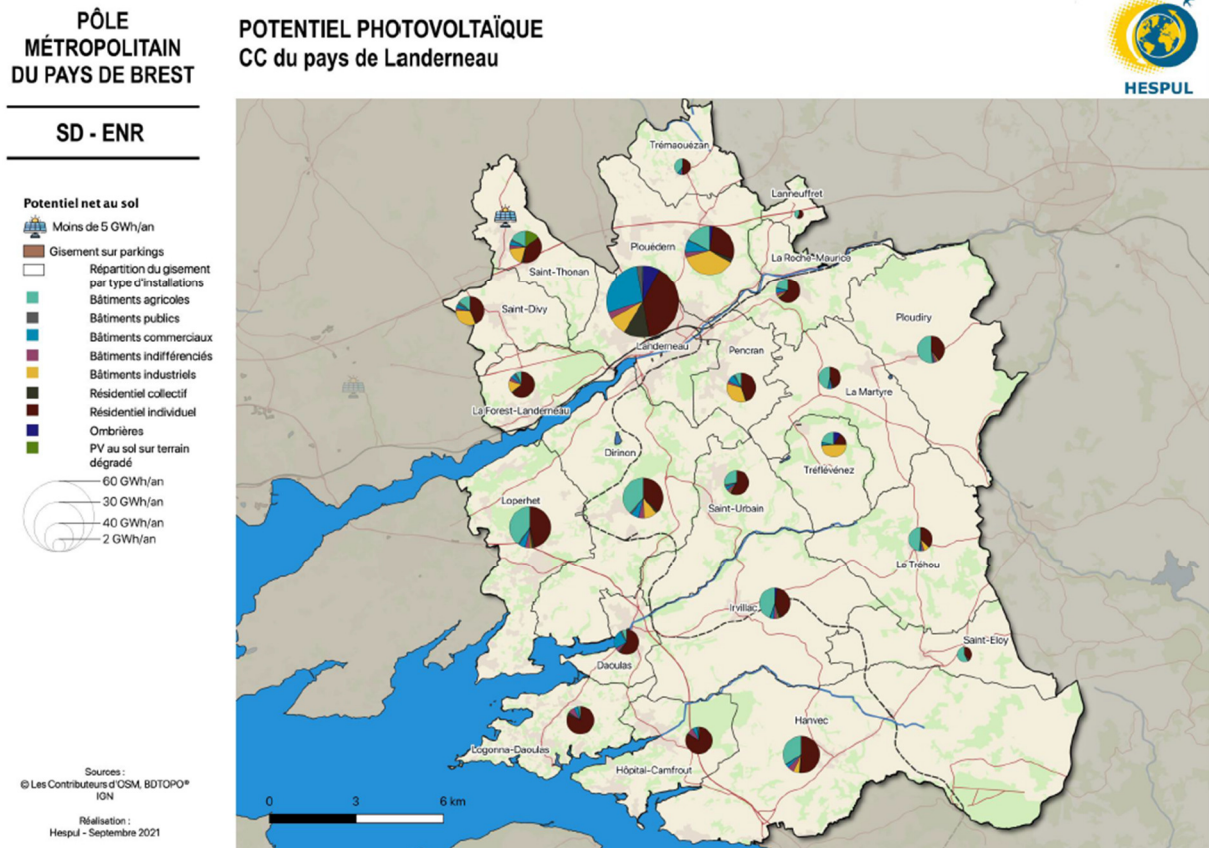 PÔLE
MÉTROPOLITAIN
DU PAYS DE BREST
SD - ENR
POTENTIEL PHOTOVOLTAÏQUE
CC du pays de Landerneau
HESPUL
Potentiel net au sol
Moins de 5 GWh/an
Gisement sur parkings
Répartition du gisement
par type d'installations
Bâtiments agricoles
Bâtiments publics
Bâtiments commerciaux
Bâtiments indifférenciés
Bâtiments industriels
Résidentiel collectif
Résidentiel individuel
Ombrières
PV au sol sur terrain
dégradé
60 GWh/an
30 GWh/an
40 GWh/an
2 GWh/an
Sources :
© Les Contributeurs d'OSM, BDTOPO®
IGN
Réalisation :
Hespul - Septembre 2021
Trémaouézan
Lanneuffret
Plouédern
La Roche-Maurice
Saint-Thonan
Saint-Divy
Ploudiry
Landerneau
Pencran
La Martyre
La Forest-Landerneau
Dirinon
Tréflévénez
Loperhet
Saint-Urbain
Le Tréhou
Irvillac
Saint-Eloy
Daoulas
Hanvec
Logonna-Daoulas
Hôpital-Camfrout
0 3 6 km